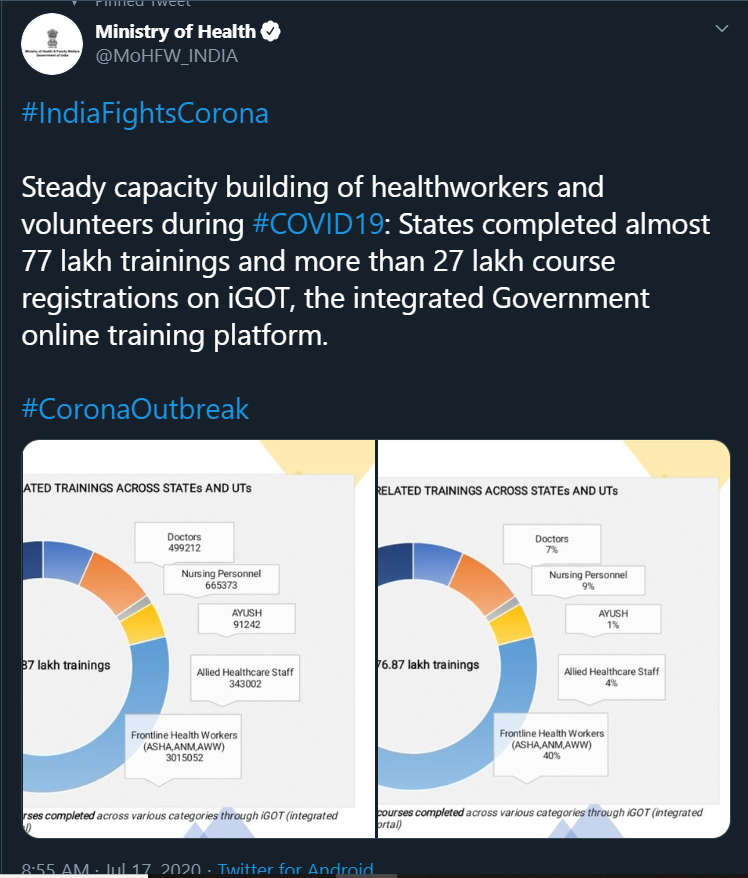 Pinned Tweet
Ministry of Health
@MoHFW_INDIA
#IndiaFightsCorona
Steady capacity building of healthworkers and
volunteers during #COVID19: States completed almost
77 lakh trainings and more than 27 lakh course
registrations on iGOT, the integrated Government
online training platform.
#CoronaOutbreak
ATED TRAININGS ACROSS STATEs AND UTs
Doctors
499212
Nursing Personnel
665373
AYUSH
91242
87 lakh trainings
Allied Healthcare Staff
343002
Frontline Health Workers
(ASHA,ANM,AWW)
3015052
rses completed across various categories through iGOT (integrated
al)
RELATED TRAININGS ACROSS STATEs AND UTs
Doctors
7%
Nursing Personnel
9%
AYUSH
1%
76.87 lakh trainings
Allied Healthcare Staff
4%
Frontline Health Workers
(ASHA,ANM,AWW)
40%
courses completed across various categories through iGOT (integrated
ortal)
8:55 AM · Jul 17, 2020 · Twitter for Android